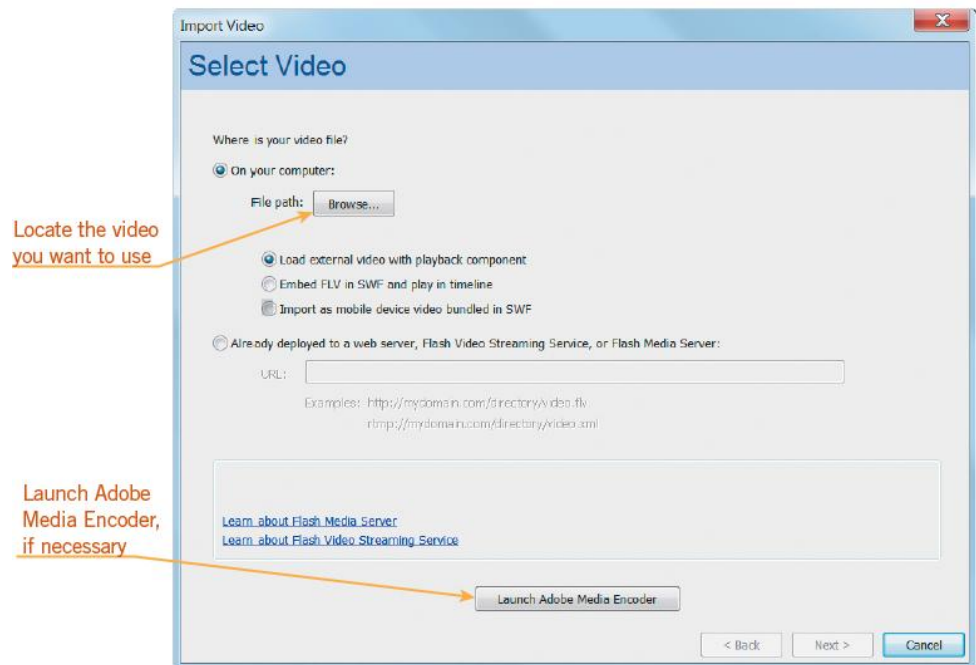 Import Video
Select Video
Where is your video file?
On your computer:
File path: Browse...
Locate the video
you want to use
Load external video with playback component
Embed FLV in SWF and play in timeline
Import as mobile device video bundled in SWF
Already deployed to a web server, Flash Video Streaming Service, or Flash Media Server:
URL:
Examples: http://mydomain.com/directory/video.flv
rtmp://mydomain.com/directory/video.xml
Launch Adobe
Media Encoder,
if necessary
Learn about Flash Media Server
Learn about Flash Video Streaming Service
Launch Adobe Media Encoder
< Back Next > Cancel